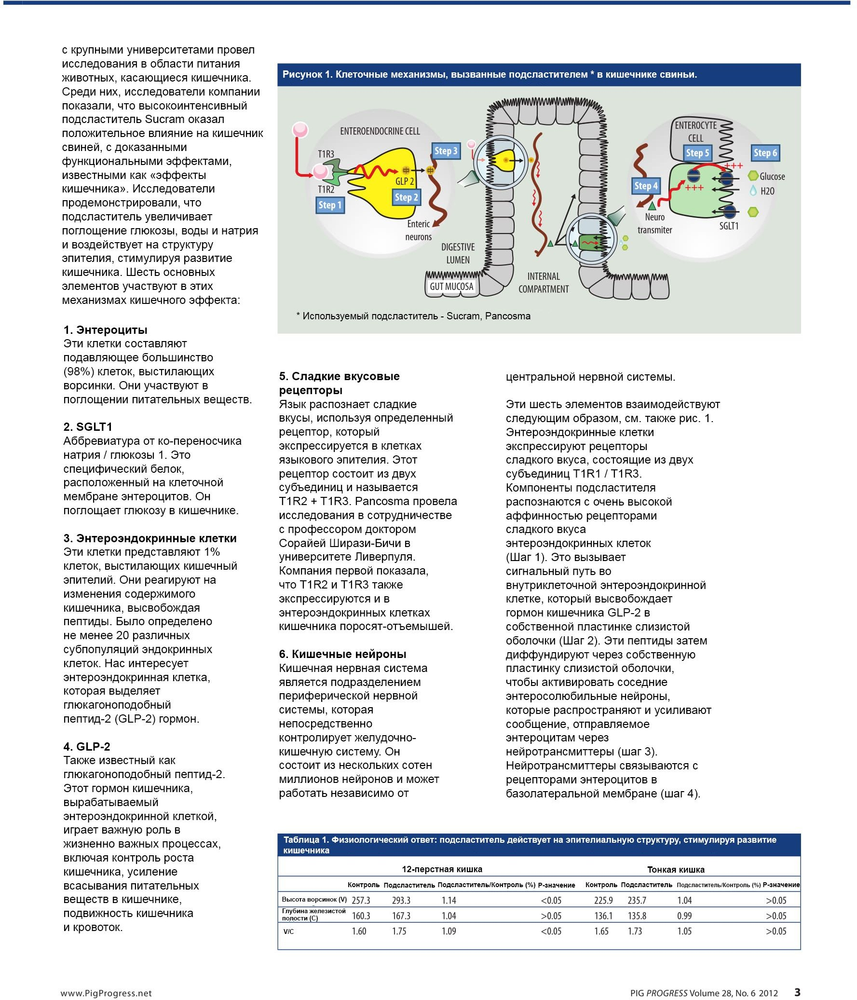 с крупными университетами провел
исследования в области питания
животных, касающиеся кишечника.
Среди них, исследователи компании
показали, что высокоинтенсивный
подсластитель Sucram оказал
положительное влияние на кишечник
свиней, с доказанными
функциональными эффектами,
известными как «эффекты
кишечника». Исследователи
продемонстрировали, что
подсластитель увеличивает
поглощение глюкозы, воды и натрия
и воздействует на структуру
эпителия, стимулируя развитие
кишечника. Шесть основных
элементов участвуют в этих
механизмах кишечного эффекта:
1. Энтероциты
Эти клетки составляют
подавляющее большинство
(98%) клеток, выстилающих
ворсинки. Они участвуют в
поглощении питательных веществ.
2. SGLT1
Аббревиатура от ко-переносчика
натрия / глюкозы 1. Это
специфический белок,
расположенный на клеточной
мембране энтероцитов. Он
поглощает глюкозу в кишечнике.
3. Энтероэндокринные клетки
Эти клетки представляют 1%
клеток, выстилающих кишечный
эпителий. Они реагируют на
изменения содержимого
кишечника, высвобождая
пептиды. Было определено
не менее 20 различных
субпопуляций эндокринных
клеток. Нас интересует
энтероэндокринная клетка,
которая выделяет
глюкагоноподобный
пептид-2 (GLP-2) гормон.
4. GLP-2
Также известный как
глюкагоноподобный пептид-2.
Этот гормон кишечника,
вырабатываемый
энтероэндокринной клеткой,
играет важную роль в
жизненно важных процессах,
включая контроль роста
кишечника, усиление
всасывания питательных
веществ в кишечнике,
подвижность кишечника
и кровоток.
Рисунок 1. Клеточные механизмы, вызванные подсластителем * в кишечнике свиньи.
ENTEROENDOCRINE CELL
T1R3
T1R2
Step 1
GLP 2
Step 2
Step 3
Enteric
neurons
DIGESTIVE
LUMEN
GUT MUCOSA
INTERNAL
COMPARTMENT
ENTEROCYTE
CELL
Step 5
Step 6
+++
Glucose
Step 4
+++
H2O
Neuro
transmiter
SGLT1
* Используемый подсластитель - Sucram, Pancosma
5. Сладкие вкусовые
рецепторы
Язык распознает сладкие
вкусы, используя определенный
рецептор, который
экспрессируется в клетках
языкового эпителия. Этот
рецептор состоит из двух
субъединиц и называется
T1R2 + T1R3. Pancosma провела
исследования в сотрудничестве
с профессором доктором
Сорайей Ширази-Бичи в
университете Ливерпуля.
Компания первой показала,
что T1R2 и T1R3 также
экспрессируются и в
энтероэндокринных клетках
кишечника поросят-отъемышей.
6. Кишечные нейроны
Кишечная нервная система
является подразделением
периферической нервной
системы, которая
непосредственно
контролирует желудочно-
кишечную систему. Он
состоит из нескольких сотен
миллионов нейронов и может
работать независимо от
центральной нервной системы.
Эти шесть элементов взаимодействуют
следующим образом, см. также рис. 1.
Энтероэндокринные клетки
экспрессируют рецепторы
сладкого вкуса, состоящие из двух
субъединиц T1R1 / T1R3.
Компоненты подсластителя
распознаются с очень высокой
аффинностью рецепторами
сладкого вкуса
энтероэндокринных клеток
(Шаг 1). Это вызывает
сигнальный путь во
внутриклеточной энтероэндокринной
клетке, который высвобождает
гормон кишечника GLP-2 в
собственной пластинке слизистой
оболочки (Шаг 2). Эти пептиды затем
диффундируют через собственную
пластинку слизистой оболочки,
чтобы активировать соседние
энтеросолюбильные нейроны,
которые распространяют и усиливают
сообщение, отправляемое
энтероцитам через
нейротрансмиттеры (шаг 3).
Нейротрансмиттеры связываются с
рецепторами энтероцитов в
базолатеральной мембране (шаг 4).
Таблица 1. Физиологический ответ: подсластитель действует на эпителиальную структуру, стимулируя развитие
кишечника
12-перстная кишка Тонкая кишка
Контроль Подсластитель Подсластитель/Контроль (%) P-значение Контроль Подсластитель Подсластитель/Контроль (%) P-значение
Высота ворсинок (V) 257.3 293.3 1.14 <0.05 225.9 235.7 1.04 >0.05
Глубина железистой
полости (C) 160.3 167.3 1.04 >0.05 136.1 135.8 0.99 >0.05
V/C 1.60 1.75 1.09 <0.05 1.65 1.73 1.05 >0.05
www.PigProgress.net
PIG PROGRESS Volume 28, No. 6 2012 3